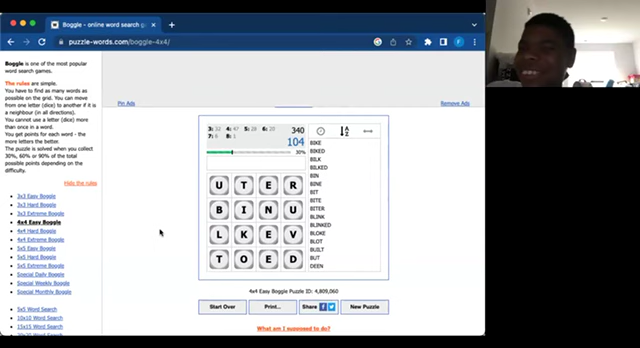 Boggle - online word search g
puzzle-words.com/boggle-4x4/
Boggle is one of the most popular
word search games.
The rules are simple.
You have to find as many words as
possible on the grid. You can move
from one letter (dice) to another if it is
a neighbour (in all directions).
You cannot use a letter (dice) more
than once in a word.
You get points for each word - the
more letters the better.
The puzzle is solved when you collect
30%, 60% or 90% of the total
possible points depending on the
difficulty.
Hide the rules
3x3 Easy Boggle
3x3 Hard Boggle
3x3 Extreme Boggle
4x4 Easy Boggle
4x4 Hard Boggle
4x4 Extreme Boggle
5x5 Easy Boggle
5x5 Hard Boggle
5x5 Extreme Boggle
Special Daily Boggle
Special Weekly Boggle
Special Monthly Boggle
5x5 Word Search
10x10 Word Search
15x15 Word Search
20x20 Word Search
Pin Ads
Remove Ads
340
104
30%
U T E R
B I N U
L K E V
T O E D
A
Z
BIKE
BIKED
BILK
BILKED
BIN
BINE
BIT
BITE
BITER
BLINK
BLINKED
BLOKE
BLOT
BUILT
BUT
DEEN
4x4 Easy Boggle Puzzle ID: 4,809,060
Start Over
Print...
Share
New Puzzle
What am I supposed to do?